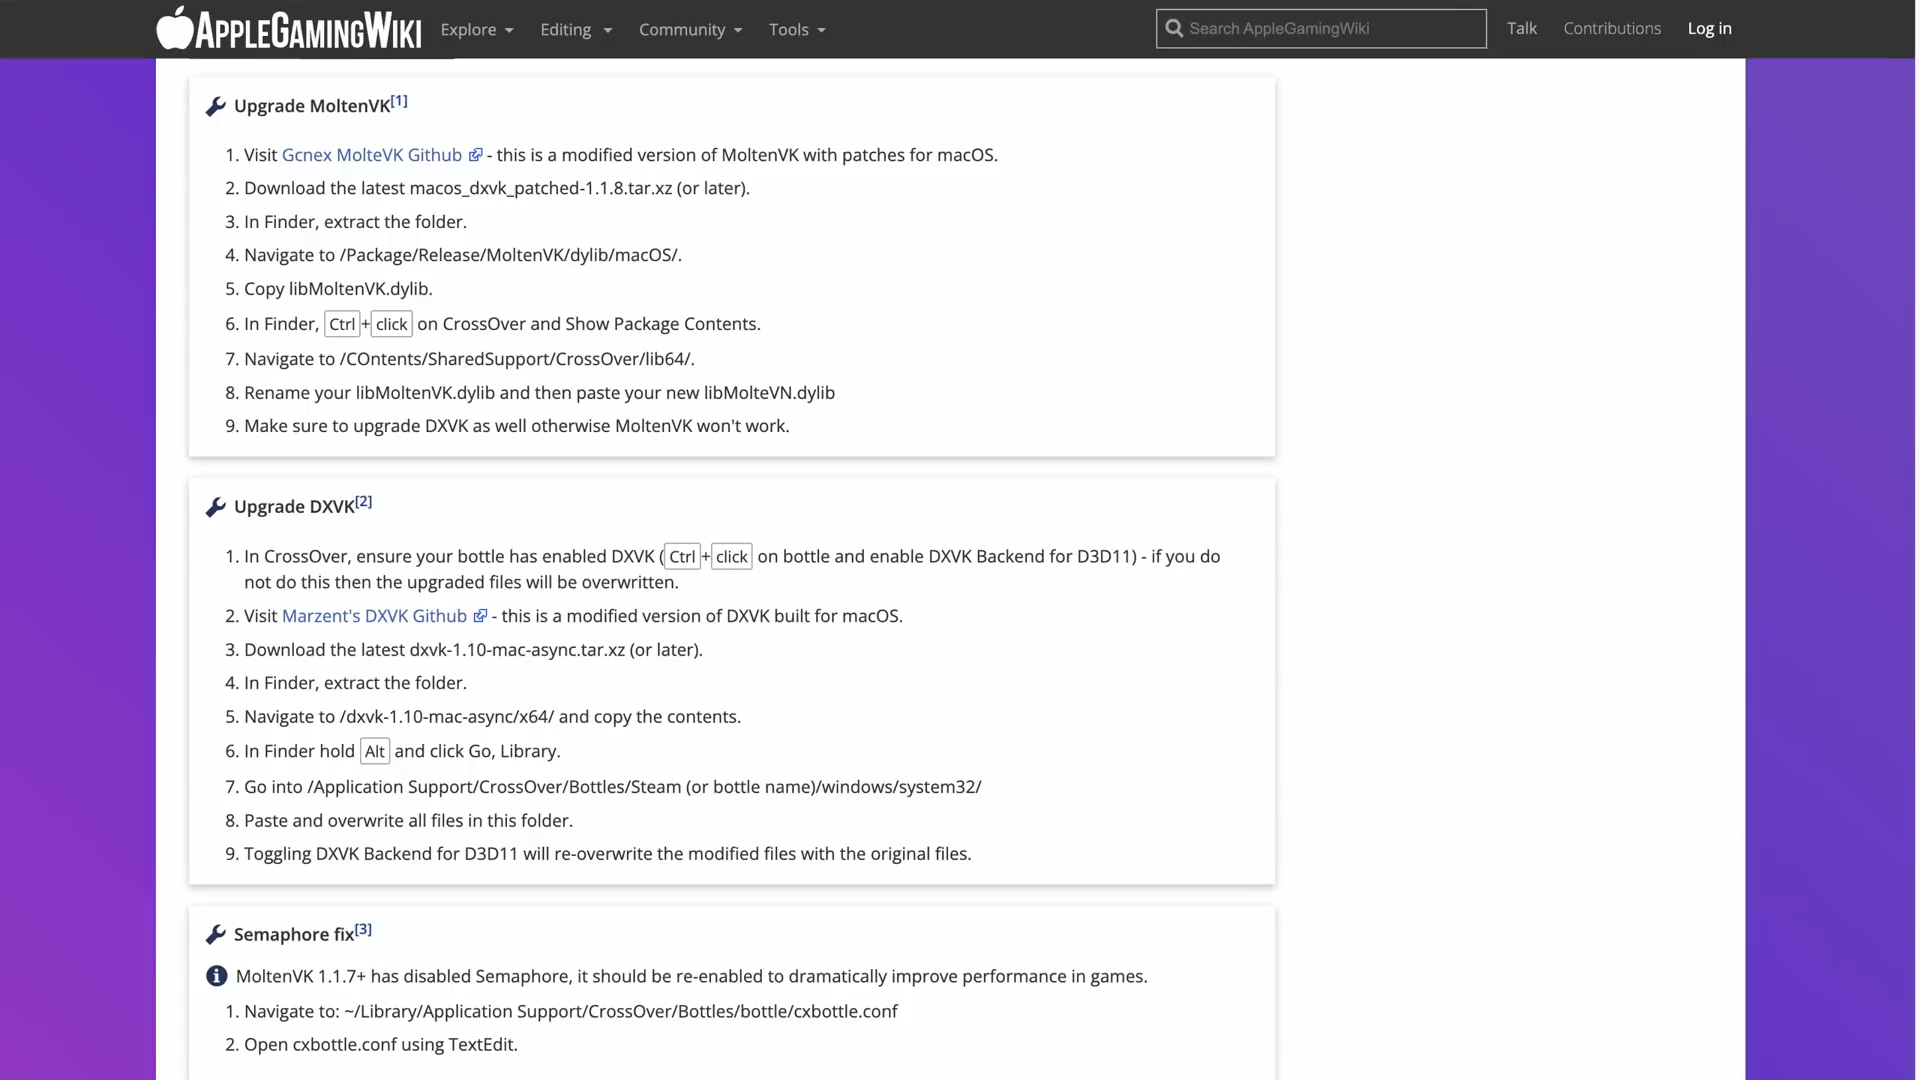 APPLEGAMINGWIKI Explore Editing Community Tools Search AppleGamingWiki Talk Contributions Log in
Upgrade MoltenVK[1]
1. Visit Gcnex MolteVK Github - this is a modified version of MoltenVK with patches for macOS.
2. Download the latest macos_dxvk_patched-1.1.8.tar.xz (or later).
3. In Finder, extract the folder.
4. Navigate to /Package/Release/MoltenVK/dylib/macOS/.
5. Copy libMoltenVK.dylib.
6. In Finder, Ctrl+click on CrossOver and Show Package Contents.
7. Navigate to /COntents/SharedSupport/CrossOver/lib64/.
8. Rename your libMoltenVK.dylib and then paste your new libMolteVN.dylib
9. Make sure to upgrade DXVK as well otherwise MoltenVK won't work.
Upgrade DXVK[2]
1. In CrossOver, ensure your bottle has enabled DXVK (Ctrl+click on bottle and enable DXVK Backend for D3D11) - if you do
not do this then the upgraded files will be overwritten.
2. Visit Marzent's DXVK Github - this is a modified version of DXVK built for macOS.
3. Download the latest dxvk-1.10-mac-async.tar.xz (or later).
4. In Finder, extract the folder.
5. Navigate to /dxvk-1.10-mac-async/x64/ and copy the contents.
6. In Finder hold Alt and click Go, Library.
7. Go into /Application Support/CrossOver/Bottles/Steam (or bottle name)/windows/system32/
8. Paste and overwrite all files in this folder.
9. Toggling DXVK Backend for D3D11 will re-overwrite the modified files with the original files.
Semaphore fix[3]
MoltenVK 1.1.7+ has disabled Semaphore, it should be re-enabled to dramatically improve performance in games.
1. Navigate to: ~/Library/Application Support/CrossOver/Bottles/bottle/cxbottle.conf
2. Open cxbottle.conf using TextEdit.